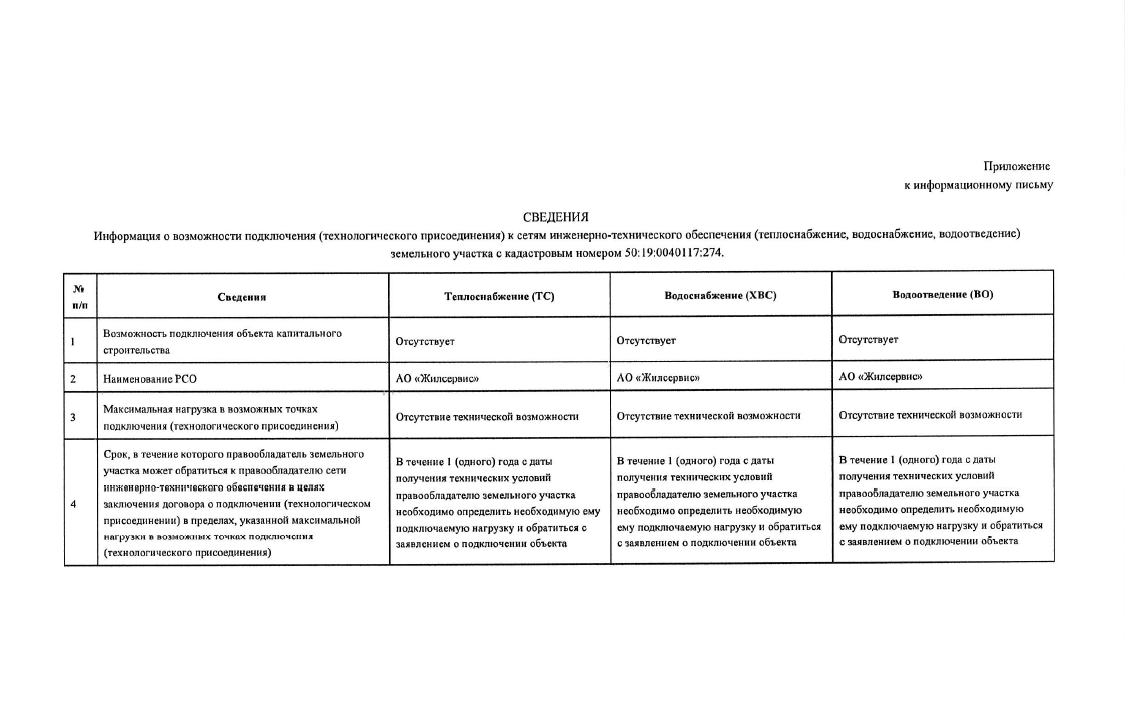 Приложение
к информационному письму
СВЕДЕНИЯ
Информация о возможности подключения (технологического присоединения) к сетям инженерно-технического обеспечения (теплоснабжение, водоснабжение, водоотведение)
земельного участка с кадастровым номером 50:19:0040117:274.
№
п/п
Сведения
Теплоснабжение (ТС)
Водоснабжение (ХВС)
Водоотведение (ВО)
1
Возможность подключения объекта капитального
строительства
Отсутствует
Отсутствует
Отсутствует
2
Наименование РСО
АО «Жилсервис»
АО «Жилсервис»
АО «Жилсервис»
3
Максимальная нагрузка в возможных точках
подключения (технологического присоединения)
Отсутствие технической возможности
Отсутствие технической возможности
Отсутствие технической возможности
4
Срок, в течение которого правообладатель земельного
участка может обратиться к правообладателю сети
инженерно-технического обеспечения в целях
заключения договора о подключении (технологическом
присоединении) в пределах, указанной максимальной
нагрузки в возможных точках подключения
(технологического присоединения)
В течение 1 (одного) года с даты
получения технических условий
правообладателю земельного участка
необходимо определить необходимую ему
подключаемую нагрузку и обратиться с
заявлением о подключении объекта
В течение 1 (одного) года с даты
получения технических условий
правообладателю земельного участка
необходимо определить необходимую
ему подключаемую нагрузку и обратиться
с заявлением о подключении объекта
В течение 1 (одного) года с даты
получения технических условий
правообладателю земельного участка
необходимо определить необходимую
ему подключаемую нагрузку и обратиться
с заявлением о подключении объекта